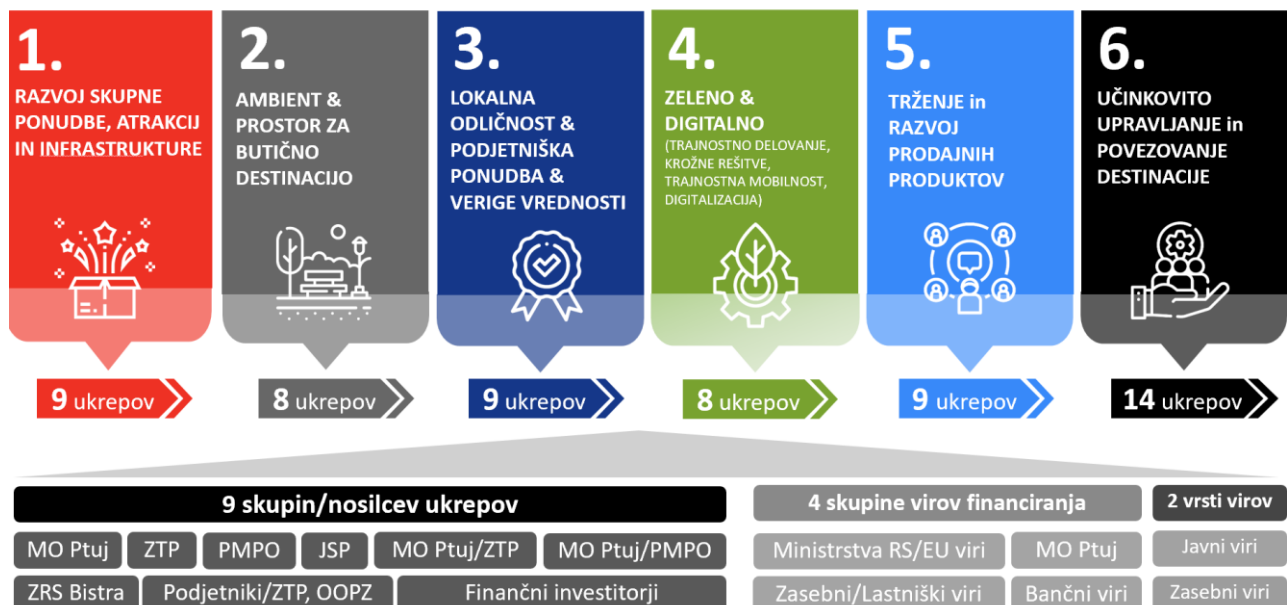 1.
RAZVOJ SKUPNE
PONUDBE, ATRAKCIJ
IN INFRASTRUKTURE
2.
AMBIENT &
PROSTOR ZA
BUTIČNO
DESTINACIJO
3.
LOKALNA
ODLIČNOST &
PODJETNIŠKA
PONUDBA &
VERIGE VREDNOSTI
4.
ZELENO &
DIGITALNO
(TRAJNOSTNO DELOVANJE,
KROŽNE REŠITVE,
TRAJNOSTNA MOBILNOST,
DIGITALIZACIJA)
5.
TRŽENJE in
RAZVOJ
PRODAJNIH
PRODUKTOV
6.
UČINKOVITO
UPRAVLJANJE in
POVEZOVANJE
DESTINACIJE
9 ukrepov
8 ukrepov
9 ukrepov
8 ukrepov
9 ukrepov
14 ukrepov
9 skupin/nosilcev ukrepov
MO Ptuj
ZTP
PMPO
JSP
MO Ptuj/ZTP
MO Ptuj/PMPO
ZRS Bistra
Podjetniki/ZTP, OOPZ
Finančni investitorji
4 skupine virov financiranja
Ministrstva RS/EU viri
MO Ptuj
Zasebni/Lastniški viri
Bančni viri
2 vrsti virov
Javni viri
Zasebni viri